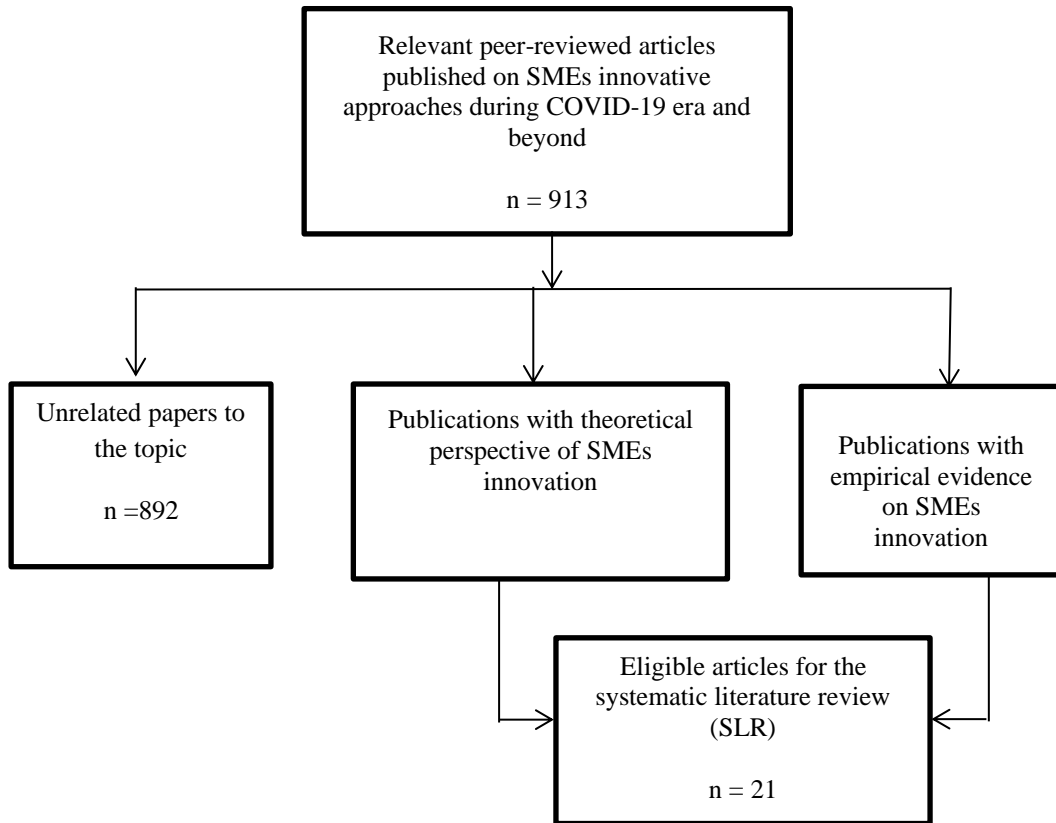 Relevant peer-reviewed articles
published on SMEs innovative
approaches during COVID-19 era and
beyond
n = 913
Unrelated papers to
the topic
n =892
Publications with theoretical
perspective of SMEs
innovation
Publications with
empirical evidence
on SMEs
innovation
Eligible articles for the
systematic literature review
(SLR)
n = 21